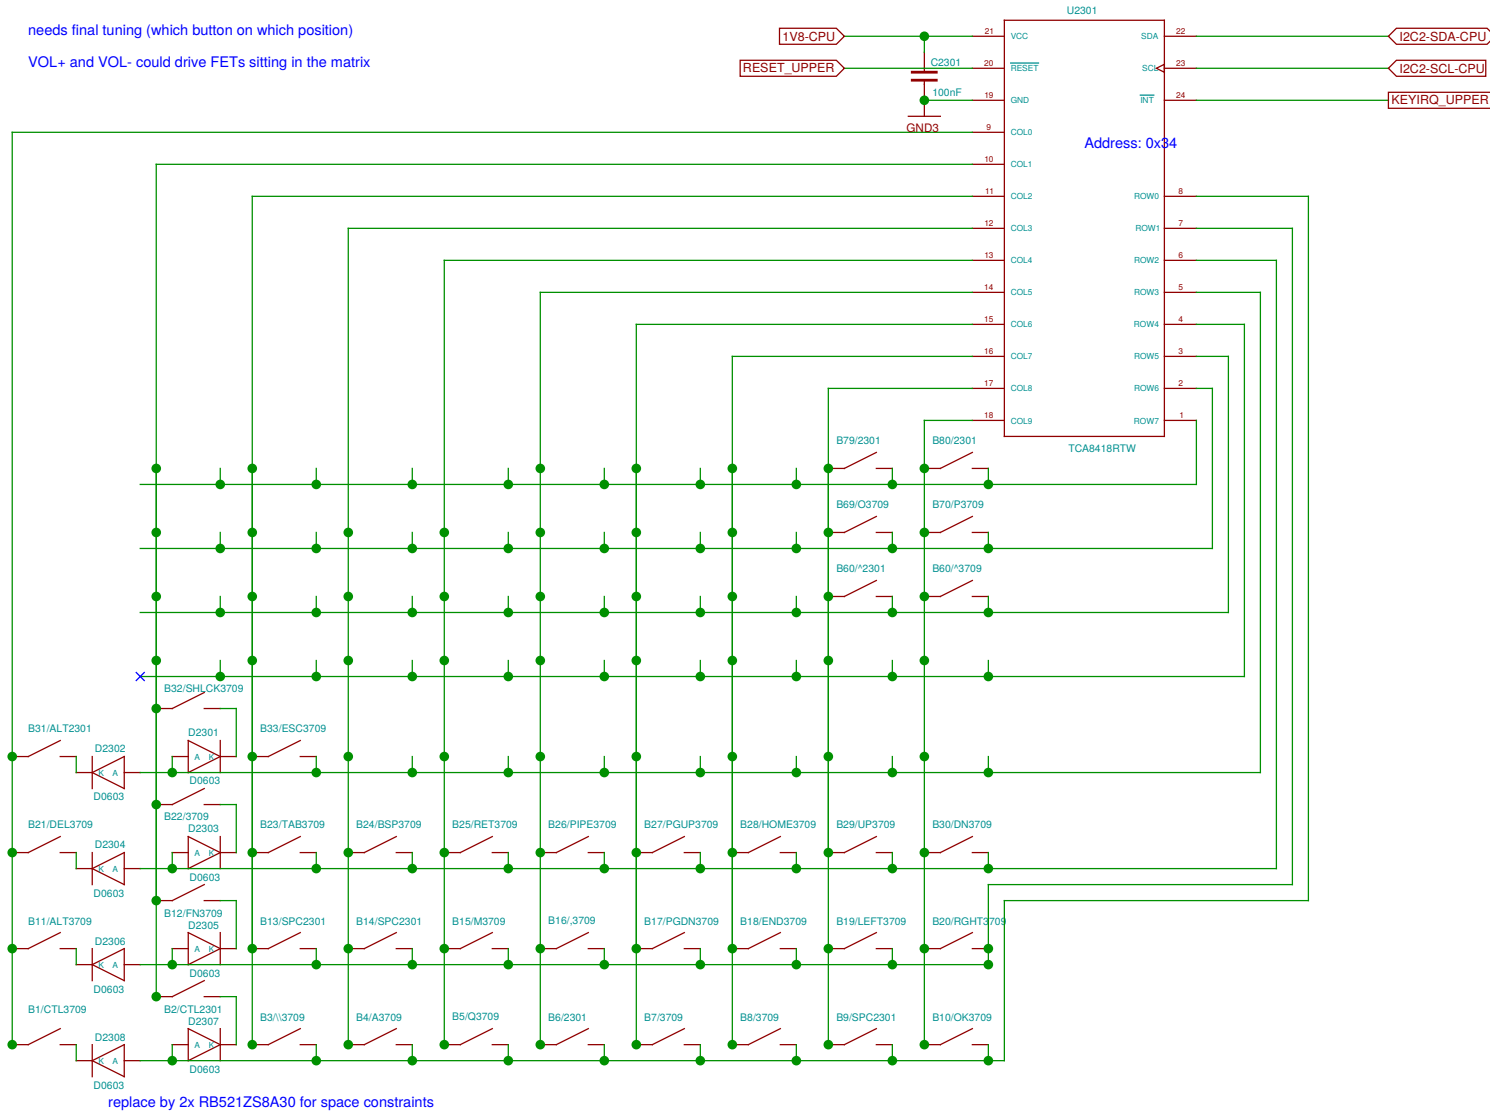 needs final tuning (which button on which position)
VOL+ and VOL- could drive FETs sitting in the matrix
U2301
1V8-CPU
21
VCC
SDA
22
I2C2-SDA-CPU
C2301
RESET_UPPER
20
RESET
SCL
23
I2C2-SCL-CPU
100nF
19
GND
INT
24
KEYIRQ_UPPER
GND3
9
COL0
Address: 0x34
10
COL1
11
COL2
ROW0
8
12
COL3
ROW1
7
13
COL4
ROW2
6
14
COL5
ROW3
5
15
COL6
ROW4
4
16
COL7
ROW5
3
17
COL8
ROW6
2
18
COL9
ROW7
1
TCA8418RTW
B79/2301
B80/2301
B69/O3709
B70/P3709
B60/^2301
B60/^3709
B32/SHLCK3709
B31/ALT2301
D2302
D2301
B33/ESC3709
K A
A K
D0603
D0603
B21/DEL3709
B22/3709
D2304
D2303
B23/TAB3709
B24/BSP3709
B25/RET3709
B26/PIPE3709
B27/PGUP3709
B28/HOME3709
B29/UP3709
B30/DN3709
K A
A K
D0603
D0603
B11/ALT3709
B12/FN3709
D2306
D2305
B13/SPC2301
B14/SPC2301
B15/M3709
B16/,3709
B17/PGDN3709
B18/END3709
B19/LEFT3709
B20/RGHT3709
K A
A K
D0603
D0603
B1/CTL3709
B2/CTL2301
D2308
D2307
B3/\\3709
B4/A3709
B5/Q3709
B6/2301
B7/3709
B8/3709
B9/SPC2301
B10/OK3709
K A
A K
D0603
D0603
replace by 2x RB521ZS8A30 for space constraints